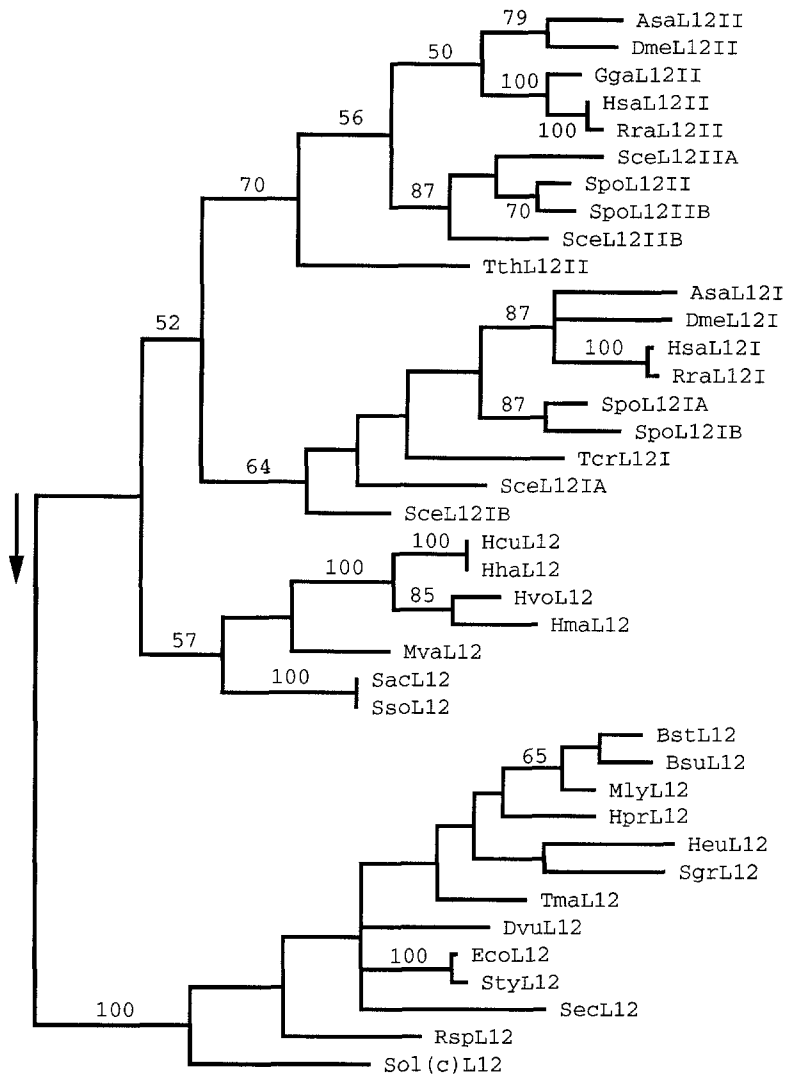 79
AsaL12II
DmeL12II
50
100
GgaL12II
HsaL12II
100
RraL12II
56
SceL12IIA
87
SpoL12II
70
SpoL12IIB
SceL12IIB
70
TthL12II
AsaL12I
87
DmeL12I
52
100
HsaL12I
RraL12I
87
SpoL12IA
SpoL12IB
TcrL12I
64
SceL12IA
SceL12IB
100
HcuL12
HhaL12
100
85
HvoL12
HmaL12
57
MvaL12
100
SacL12
SsoL12
BstL12
65
BsuL12
MlyL12
HprL12
HeuL12
SgrL12
TmaL12
DvuL12
100
EcoL12
StyL12
SecL12
100
RspL12
Sol(c)L12